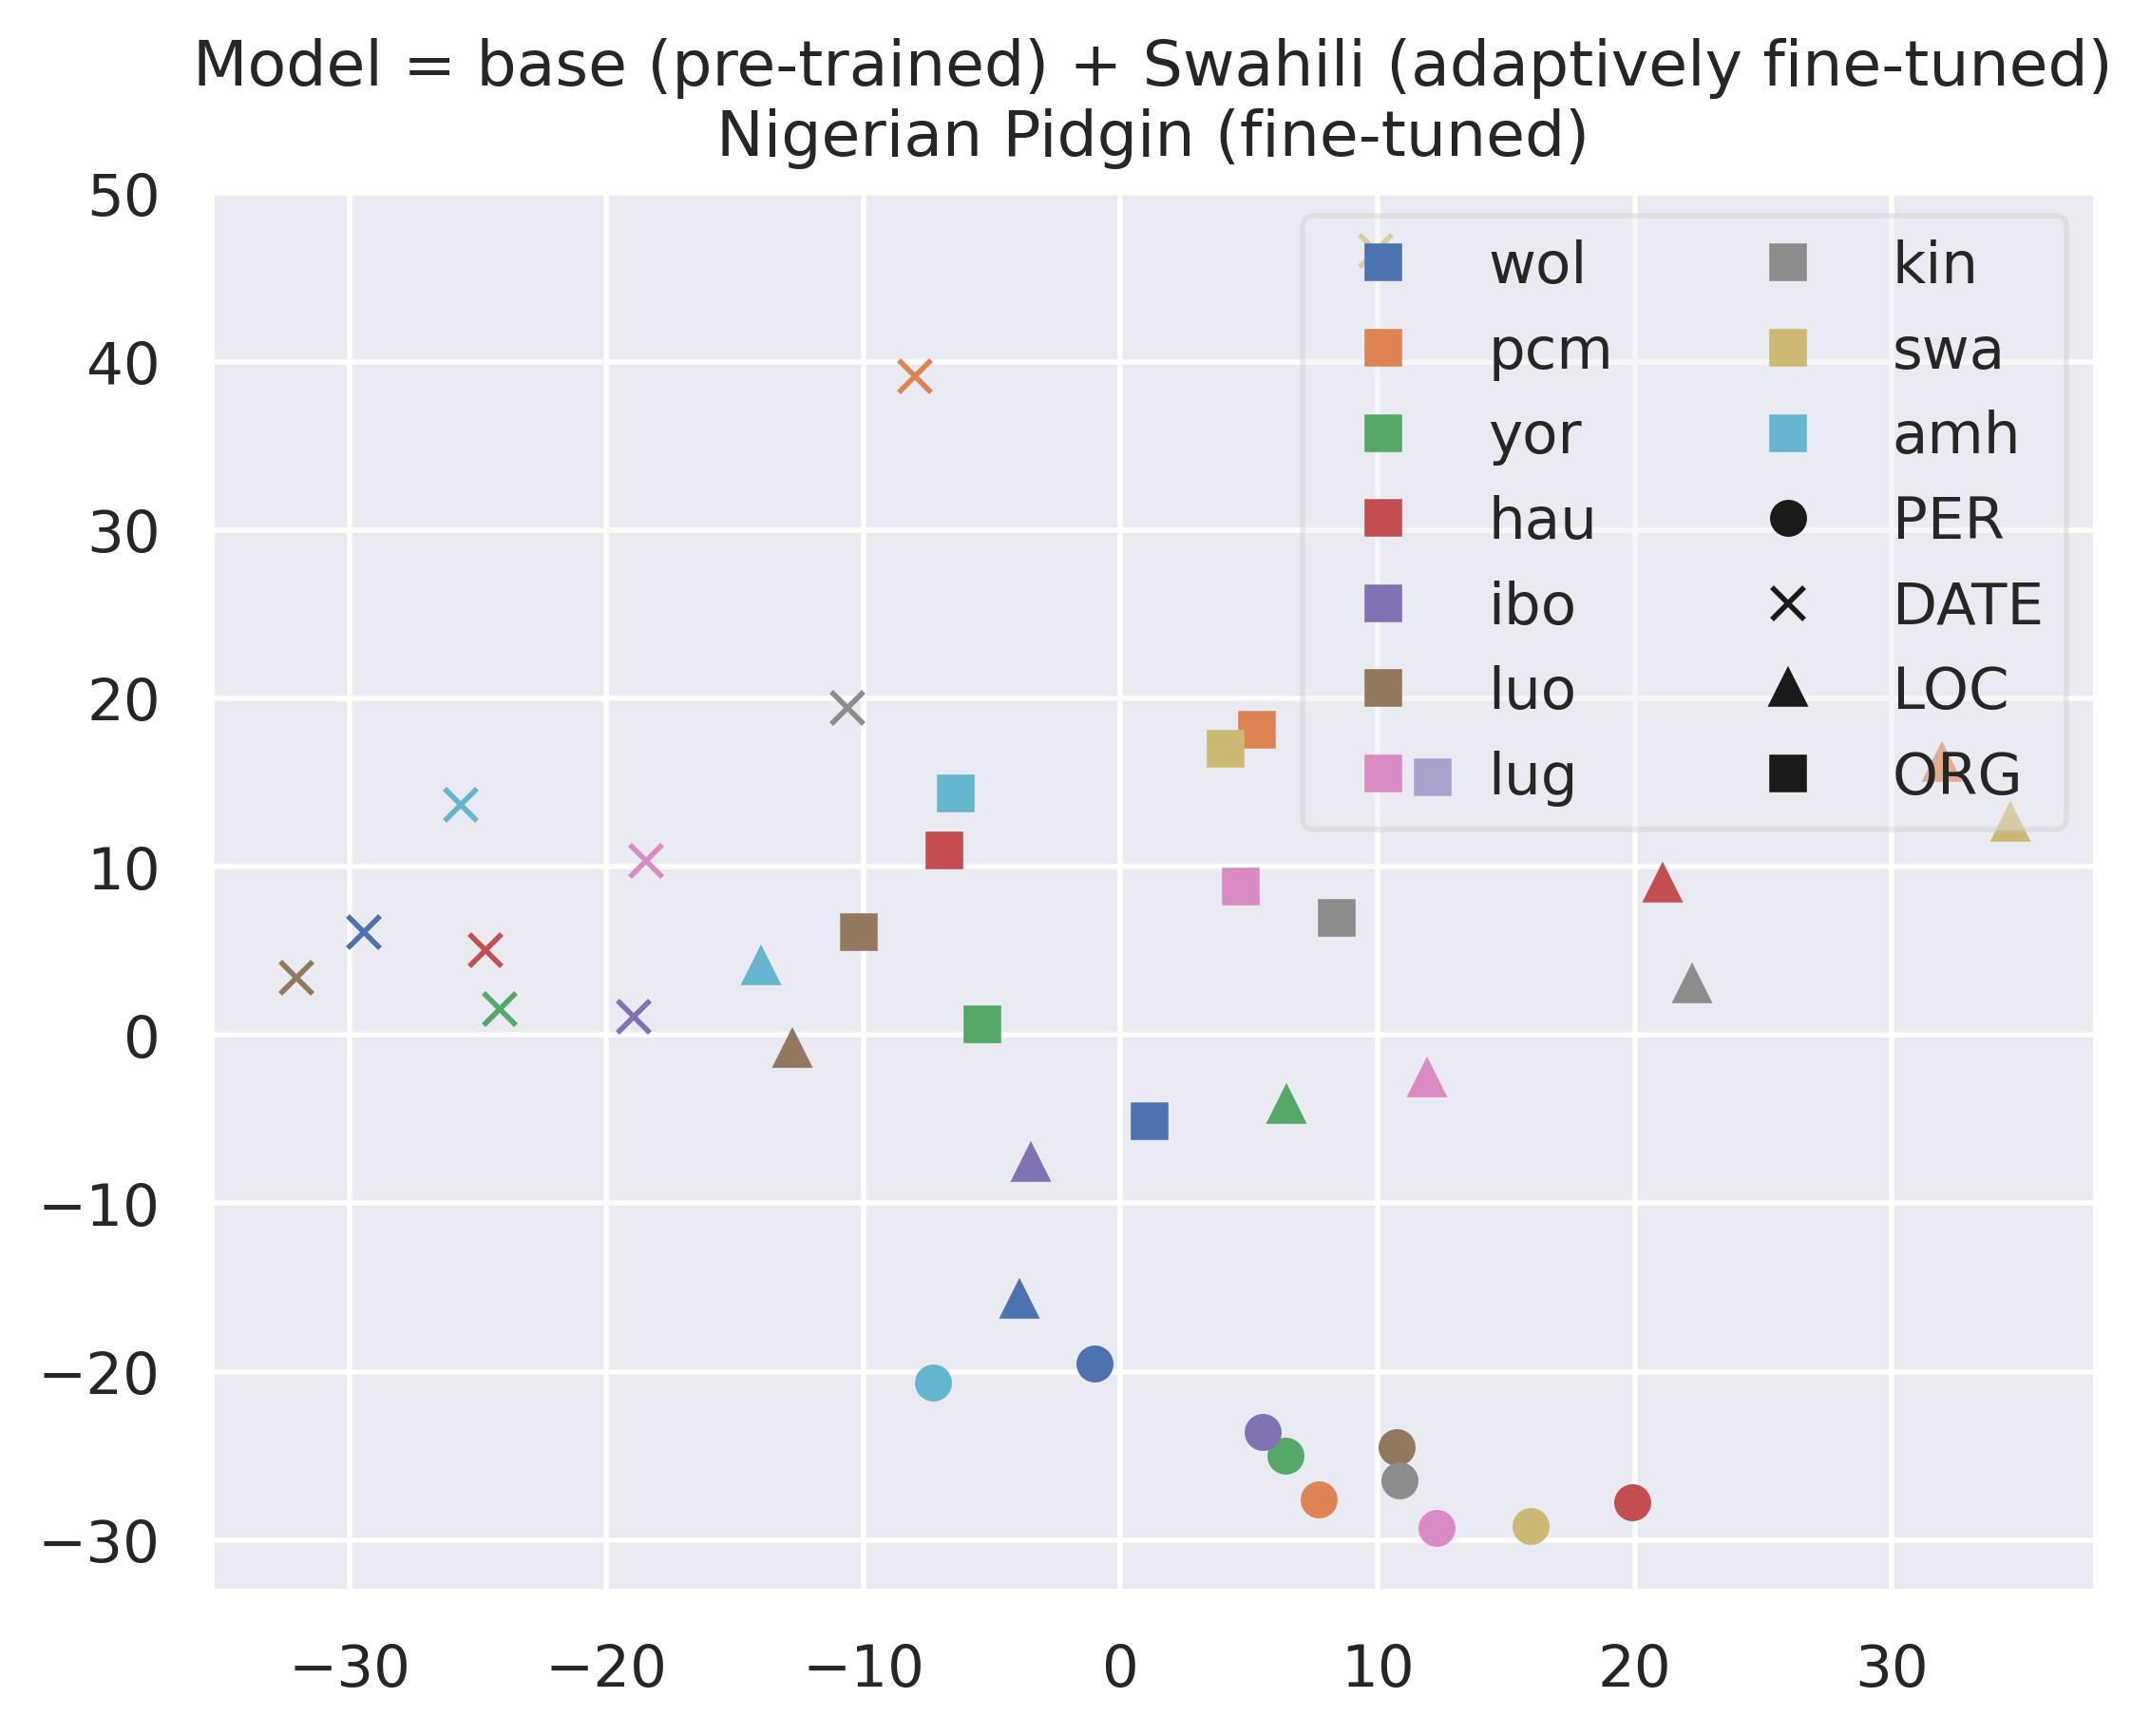 Model = base (pre-trained) + Swahili (adaptively fine-tuned)
Nigerian Pidgin (fine-tuned)
50
40
30
20
10
0
−10
−20
−30
wol
pcm
yor
hau
ibo
luo
lug
kin
swa
amh
PER
DATE
LOC
ORG
−30 −20 −10 0 10 20 30